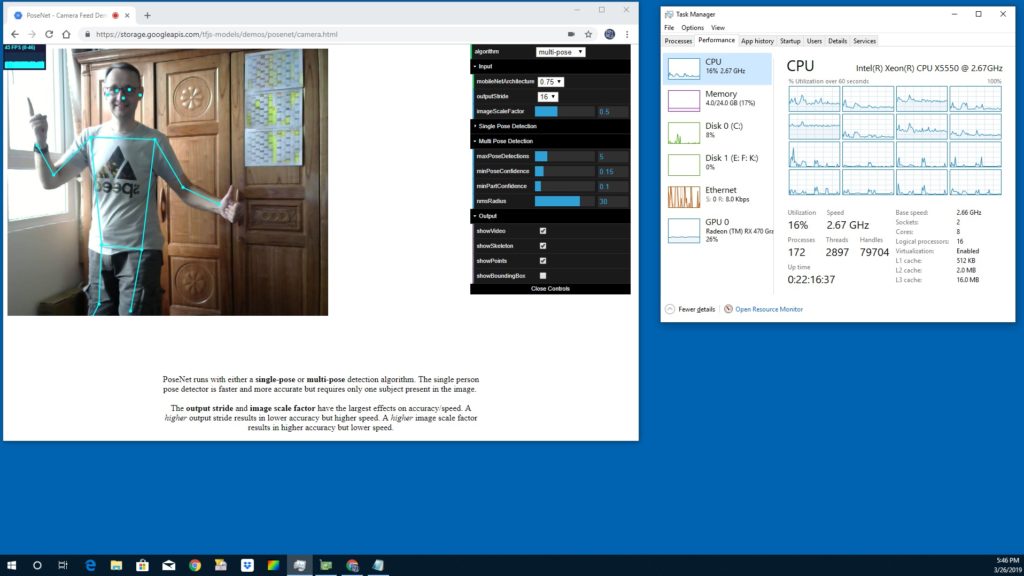 PoseNet - Camera Feed Dem
https://storage.googleapis.com/tfjs-models/demos/posenet/camera.html
45 FPS (0-46)
algorithm multi-pose
Input
mobileNetArchitecture 0.75
outputStride 16
imageScaleFactor 0.5
Single Pose Detection
Multi Pose Detection
maxPoseDetections 5
minPoseConfidence 0.15
minPartConfidence 0.1
nmsRadius 30
Output
showVideo
showSkeleton
showPoints
showBoundingBox
Close Controls
PoseNet runs with either a single-pose or multi-pose detection algorithm. The single person
pose detector is faster and more accurate but requires only one subject present in the image.
The output stride and image scale factor have the largest effects on accuracy/speed. A
higher output stride results in lower accuracy but higher speed. A higher image scale factor
results in higher accuracy but lower speed.
Task Manager
File Options View
Processes Performance App history Startup Users Details Services
CPU
16% 2.67 GHz
Memory
4.0/24.0 GB (17%)
Disk 0 (C:)
8%
Disk 1 (E: F: K:)
0%
Ethernet
S: 0 R: 8.0 Kbps
GPU 0
Radeon (TM) RX 470 Gra
26%
CPU Intel(R) Xeon(R) CPU X5550 @ 2.67GHz
% Utilization over 60 seconds 100%
Utilization Speed
16% 2.67 GHz
Processes Threads Handles
172 2897 79704
Up time
0:22:16:37
Base speed: 2.66 GHz
Sockets: 2
Cores: 8
Logical processors: 16
Virtualization: Enabled
L1 cache: 512 KB
L2 cache: 2.0 MB
L3 cache: 16.0 MB
Fewer details Open Resource Monitor
5:46 PM
3/26/2019